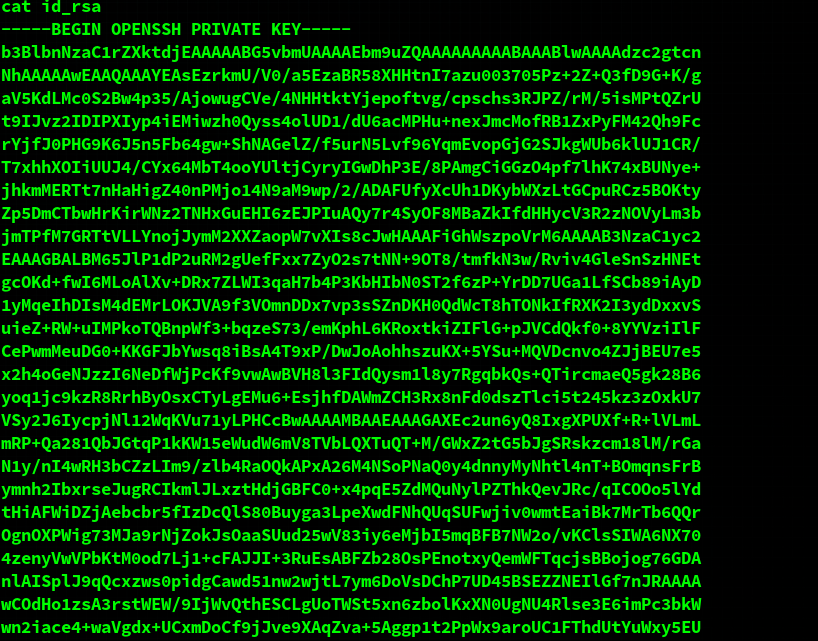 cat id_rsa
-----BEGIN OPENSSH PRIVATE KEY-----
b3BlbnNzaC1rZXktdjEAAAAABG5vbmUAAAAEbm9uZQAAAAAAAAABAAABlwAAAAdzc2gtcn
NhAAAAAwEAAQAAAYEAsEzrkmU/V0/a5EzaBR58XHHtnI7azu003705Pz+2Z+Q3fD9G+K/g
aV5KdLMc0S2Bw4p35/AjowugCVe/4NHHtktYjepoftvg/cpschs3RJPZ/rM/5isMPtQZrU
t9IJvz2IDIPXIyp4iEMiwzh0Qyss4olUD1/dU6acMPHu+nexJmcMofRB1ZxPyFM42Qh9Fc
rYjfJ0PHG9K6J5n5Fb64gw+ShNAGelZ/f5urN5Lvf96YqmEvopGjG2SJkgWUb6klUJ1CR/
T7xhhXOIiUUJ4/CYx64MbT4ooYUltjCyryIGwDhP3E/8PAmgCiGGzO4pf7lhK74xBUNye+
jhkmMERTt7nHaHigZ40nPMjo14N9aM9wp/2/ADAFUfyXcUh1DKybWXzLtGCpuRCz5BOKty
Zp5DmCTbwHrKirWNz2TNHxGuEHI6zEJPIuAQy7r4SyOF8MBaZkIfdHHycV3R2zNOVyLm3b
jmTPfM7GRTtVLLYnojJymM2XXZaopW7vXIs8cJwHAAAFiGhWszpoVrM6AAAAB3NzaC1yc2
EAAAGBALBM65JlP1dP2uRM2gUefFxx7ZyO2s7tNN+9OT8/tmfkN3w/Rviv4GleSnSzHNEt
gcOKd+fwI6MLoAlXv+DRx7ZLWI3qaH7b4P3KbHIbN0ST2f6zP+YrDD7UGa1LfSCb89iAyD
1yMqeIhDIsM4dEMrLOKJVA9f3VOmnDDx7vp3sSZnDKH0QdWcT8hTONkIfRXK2I3ydDxxvS
uieZ+RW+uIMPkoTQBnpWf3+bqzeS73/emKphL6KRoxtkiZIFlG+pJVCdQkf0+8YYVziIlF
CePwmMeuDG0+KKGFJbYwsq8iBsA4T9xP/DwJoAohhszuKX+5YSu+MQVDcnvo4ZJjBEU7e5
x2h4oGeNJzzI6NeDfWjPcKf9vwAwBVH8l3FIdQysm1l8y7RgqbkQs+QTircmaeQ5gk28B6
yoq1jc9kzR8RrhByOsxCTyLgEMu6+EsjhfDAWmZCH3Rx8nFd0dszTlci5t245kz3zOxkU7
VSy2J6IycpjNl12WqKVu71yLPHCcBwAAAAMBAAEAAAGAXEc2un6yQ8IxgXPUXf+R+lVLmL
mRP+Qa281QbJGtqP1kKW15eWudW6mV8TVbLQXTuQT+M/GWxZ2tG5bJgSRskzcm18lM/rGa
N1y/nI4wRH3bCZzLIm9/zlb4RaOQkAPxA26M4NSoPNaQ0y4dnnyMyNhtl4nT+BOmqnsFrB
ymnh2IbxrseJugRCIkmlJLxztHdjGBFC0+x4pqE5ZdMQuNylPZThkQevJRc/qICOOo5lYd
tHiAFWiDZjAebcbr5fIzDcQlS80Buyga3LpeXwdFNhQUqSUFwjiv0wmtEaiBk7MrTb6QQr
OgnOXPWig73MJa9rNjZokJsOaaSUud25wV83iy6eMjbI5mqBFB7NW2o/vKClsSIWA6NX70
4zenyVwVPbKtM0od7Lj1+cFAJJI+3RuEsABFZb28OsPEnotxyQemWFTqcjsBBojog76GDA
nlAISplJ9qQcxzws0pidgCawd51nw2wjtL7ym6DoVsDChP7UD45BSEZZNEIlGf7nJRAAAA
wCOdHo1zsA3rstWEW/9IjWvQthESCLgUoTWSt5xn6zbolKxXN0UgNU4Rlse3E6imPc3bkW
wn2iace4+waVgdx+UCxmDoCf9jJve9XAqZva+5Aggp1t2PpWx9aroUC1FThdUtYuWxy5EU